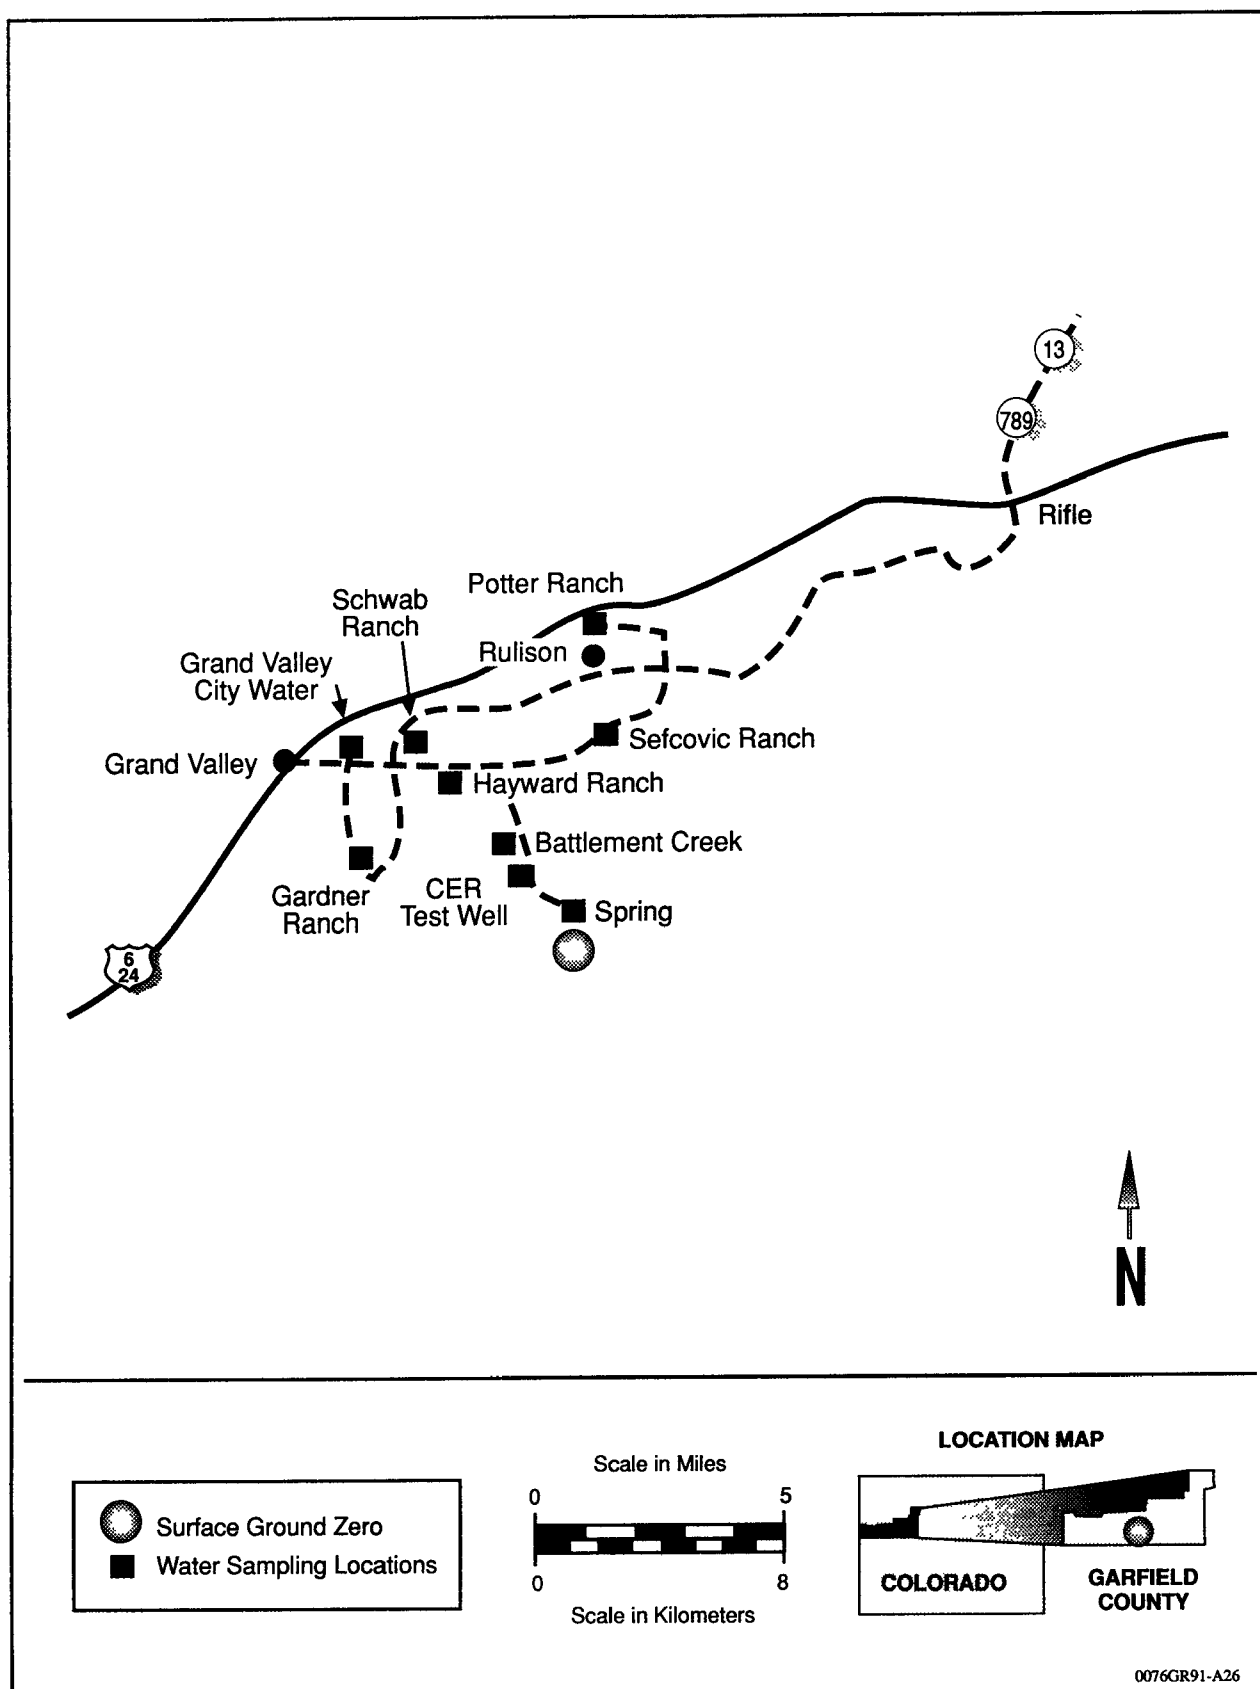 13
789
Rifle
Potter Ranch
Schwab
Ranch
Rulison
Grand Valley
City Water
Sefcovic Ranch
Grand Valley
Hayward Ranch
Battlement Creek
Gardner
Ranch
CER
Test Well
Spring
6
24
N
LOCATION MAP
Scale in Miles
0 5
Surface Ground Zero
Water Sampling Locations
0 8
Scale in Kilometers
COLORADO
GARFIELD
COUNTY
0076GR91-A26